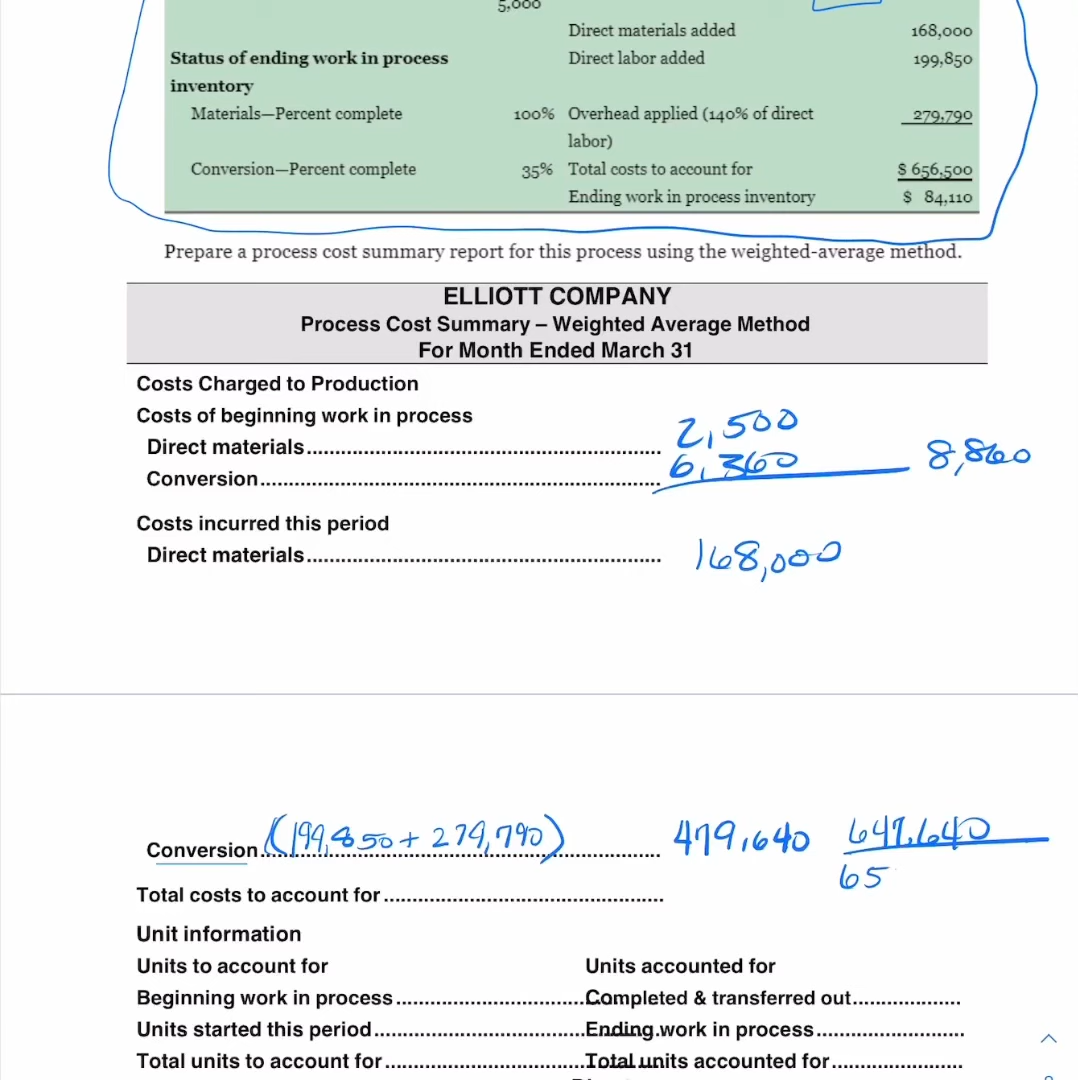 5,000
Direct materials added 168,000
Status of ending work in process Direct labor added 199,850
inventory
Materials—Percent complete 100% Overhead applied (140% of direct 279,790
labor)
Conversion—Percent complete 35% Total costs to account for $ 656,500
Ending work in process inventory $ 84,110
Prepare a process cost summary report for this process using the weighted-average method.
ELLIOTT COMPANY
Process Cost Summary – Weighted Average Method
For Month Ended March 31
Costs Charged to Production
Costs of beginning work in process
Direct materials 2,500
Conversion 6,360 8,860
Costs incurred this period
Direct materials 168,000
Conversion (199,850 + 279,790) 479,640 647,640
Total costs to account for 65
Unit information
Units to account for Units accounted for
Beginning work in process Completed & transferred out
Units started this period Ending work in process
Total units to account for Total units accounted for